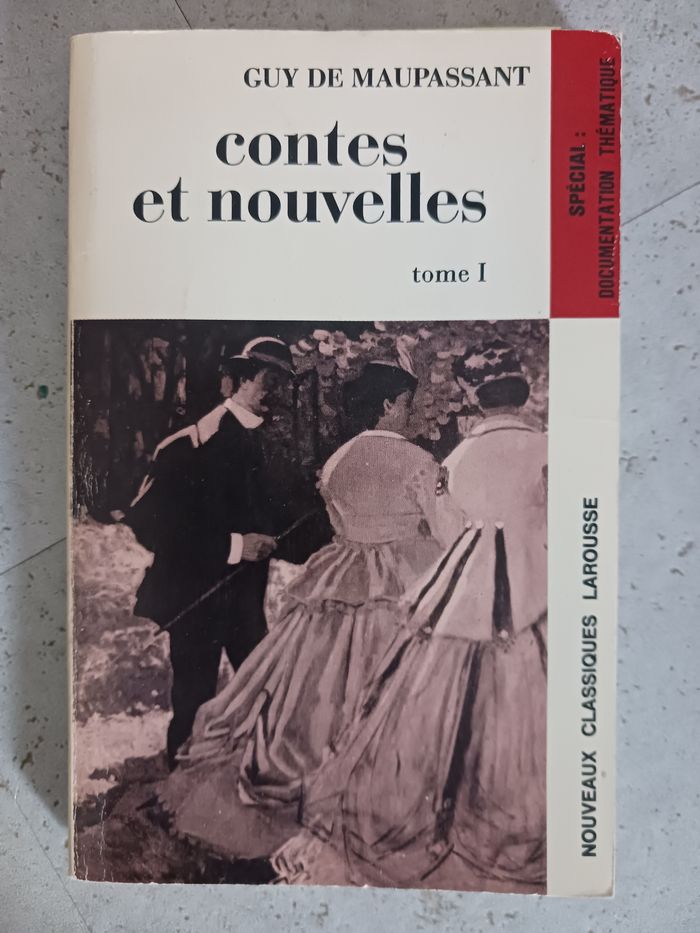 GUY DE MAUPASSANT
contes
et nouvelles
tome I
SPÉCIAL :
DOCUMENTATION THÉMATIQUE
NOUVEAUX CLASSIQUES LAROUSSE